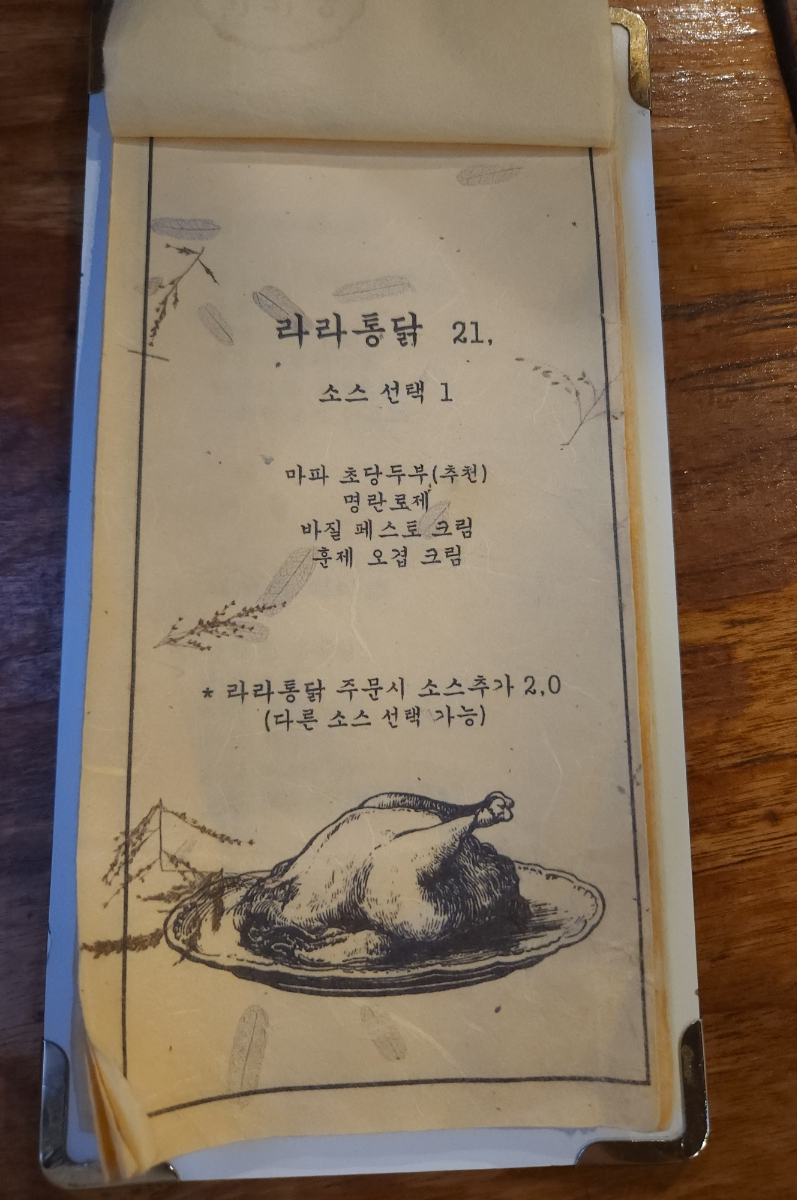 라라통닭 21,
소스 선택 1
마파 초당두부(추천)
명란로제
바질 페스토 크림
훈제 오겹 크림
* 라라통닭 주문시 소스추가 2,0
(다른 소스 선택 가능)